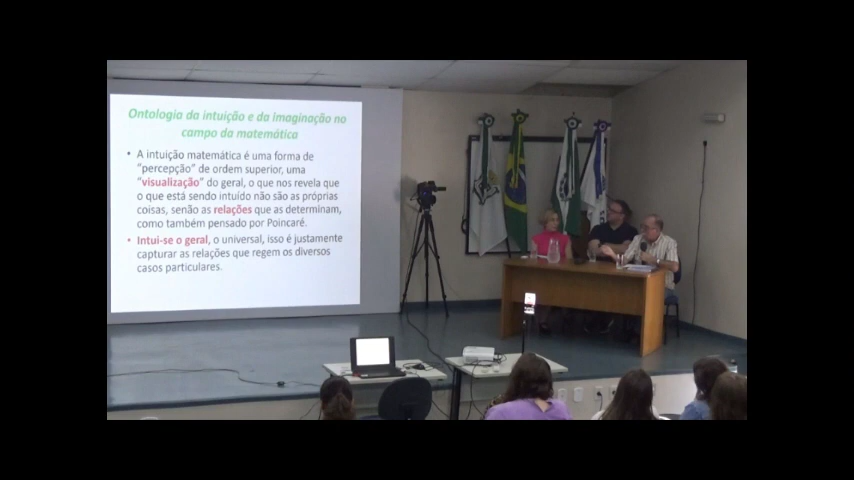 Ontologia da intuição e da imaginação no
campo da matemática
• A intuição matemática é uma forma de
"percepção" de ordem superior, uma
"visualização" do geral, o que nos revela que
o que está sendo intuído não são as próprias
coisas, senão as relações que as determinam,
como também pensado por Poincaré.
• Intui-se o geral, o universal, isso é justamente
capturar as relações que regem os diversos
casos particulares.